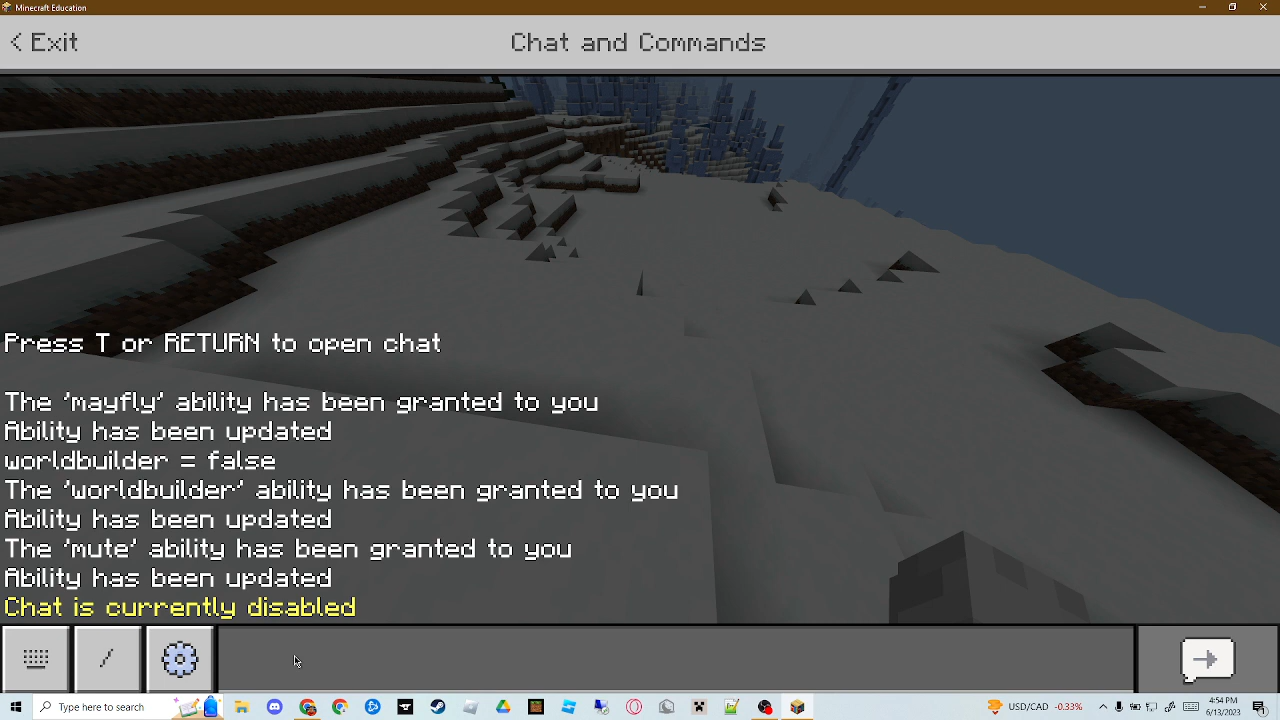 Minecraft Education
< Exit
Chat and Commands
Press T or RETURN to open chat
The 'mayfly' ability has been granted to you
Ability has been updated
worldbuilder = false
The 'worldbuilder' ability has been granted to you
Ability has been updated
The 'mute' ability has been granted to you
Ability has been updated
Chat is currently disabled
/
Type here to search
USD/CAD -0.33%
4:54 PM
6/13/2023